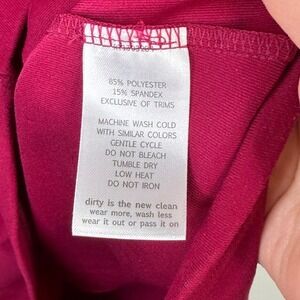 85% POLYESTER
15% SPANDEX
EXCLUSIVE OF TRIMS
MACHINE WASH COLD
WITH SIMILAR COLORS
GENTLE CYCLE
DO NOT BLEACH
TUMBLE DRY
LOW HEAT
DO NOT IRON
dirty is the new clean
wear more, wash less
wear it out or pass it on